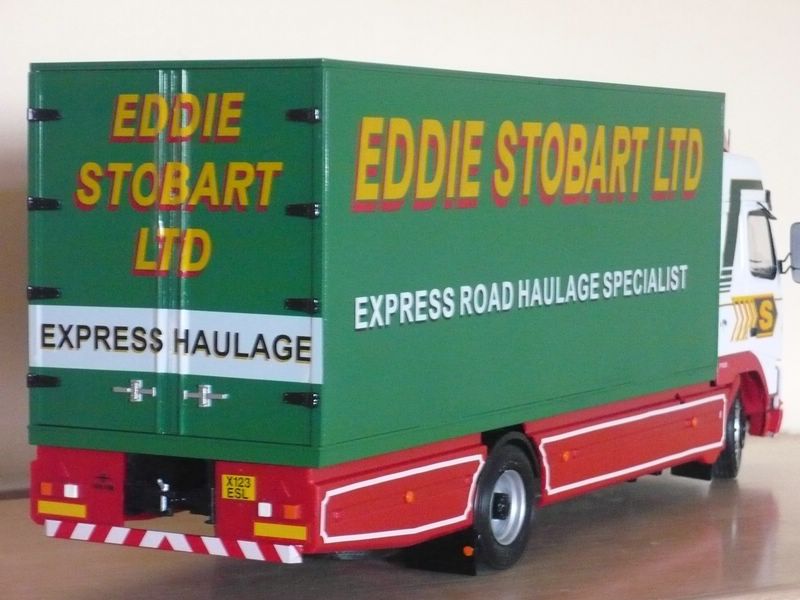 EDDIE
STOBART
LTD
EXPRESS HAULAGE
X123
ESL
EDDIE STOBART LTD
EXPRESS ROAD HAULAGE SPECIALIST
S